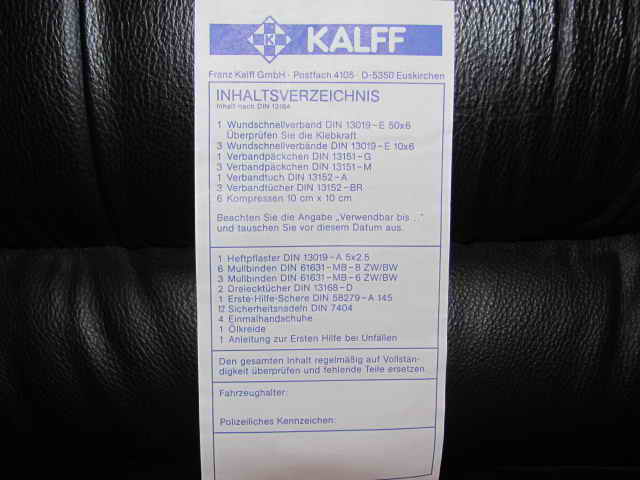 KALFF
Franz Kalff GmbH · Postfach 4105 · D-5350 Euskirchen
INHALTSVERZEICHNIS
Inhalt nach DIN 13164
1 Wundschnellverband DIN 13019-E 50x6
Überprüfen Sie die Klebkraft
3 Wundschnellverbände DIN 13019-E 10x6
1 Verbandpäckchen DIN 13151-G
3 Verbandpäckchen DIN 13151-M
1 Verbandtuch DIN 13152-A
3 Verbandtücher DIN 13152-BR
6 Kompressen 10 cm x 10 cm
Beachten Sie die Angabe „Verwendbar bis..."
und tauschen Sie vor diesem Datum aus.
1 Heftpflaster DIN 13019-A 5x2.5
6 Mullbinden DIN 61631-MB-8 ZW/BW
3 Mullbinden DIN 61631-MB-6 ZW/BW
2 Dreiecktücher DIN 13168-D
1 Erste-Hilfe-Schere DIN 58279-A 145
12 Sicherheitsnadeln DIN 7404
4 Einmalhandschuhe
1 Ölkreide
1 Anleitung zur Ersten Hilfe bei Unfällen
Den gesamten Inhalt regelmäßig auf Vollstän-
digkeit überprüfen und fehlende Teile ersetzen.
Fahrzeughalter:
Polizeiliches Kennzeichen: